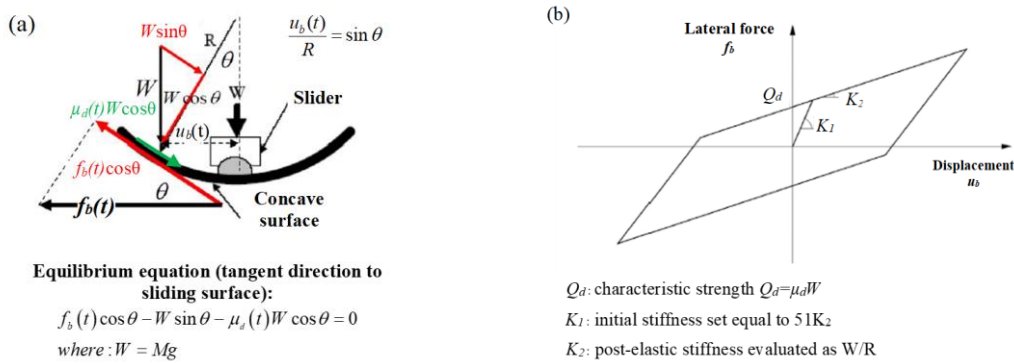 (a)
Wsinθ
R
θ
u_b(t)/R = sin θ
W
W cos θ
W
Slider
μ_d(t)Wcosθ
u_b(t)
f_b(t)cosθ
θ
f_b(t)
Concave
surface
Equilibrium equation (tangent direction to
sliding surface):
f_b(t)cosθ − W sinθ − μ_d(t)W cosθ = 0
where : W = Mg
(b)
Lateral force
f_b
Q_d
K_2
K_1
Displacement
u_b
Q_d: characteristic strength Q_d=μ_dW
K_1: initial stiffness set equal to 51K_2
K_2: post-elastic stiffness evaluated as W/R